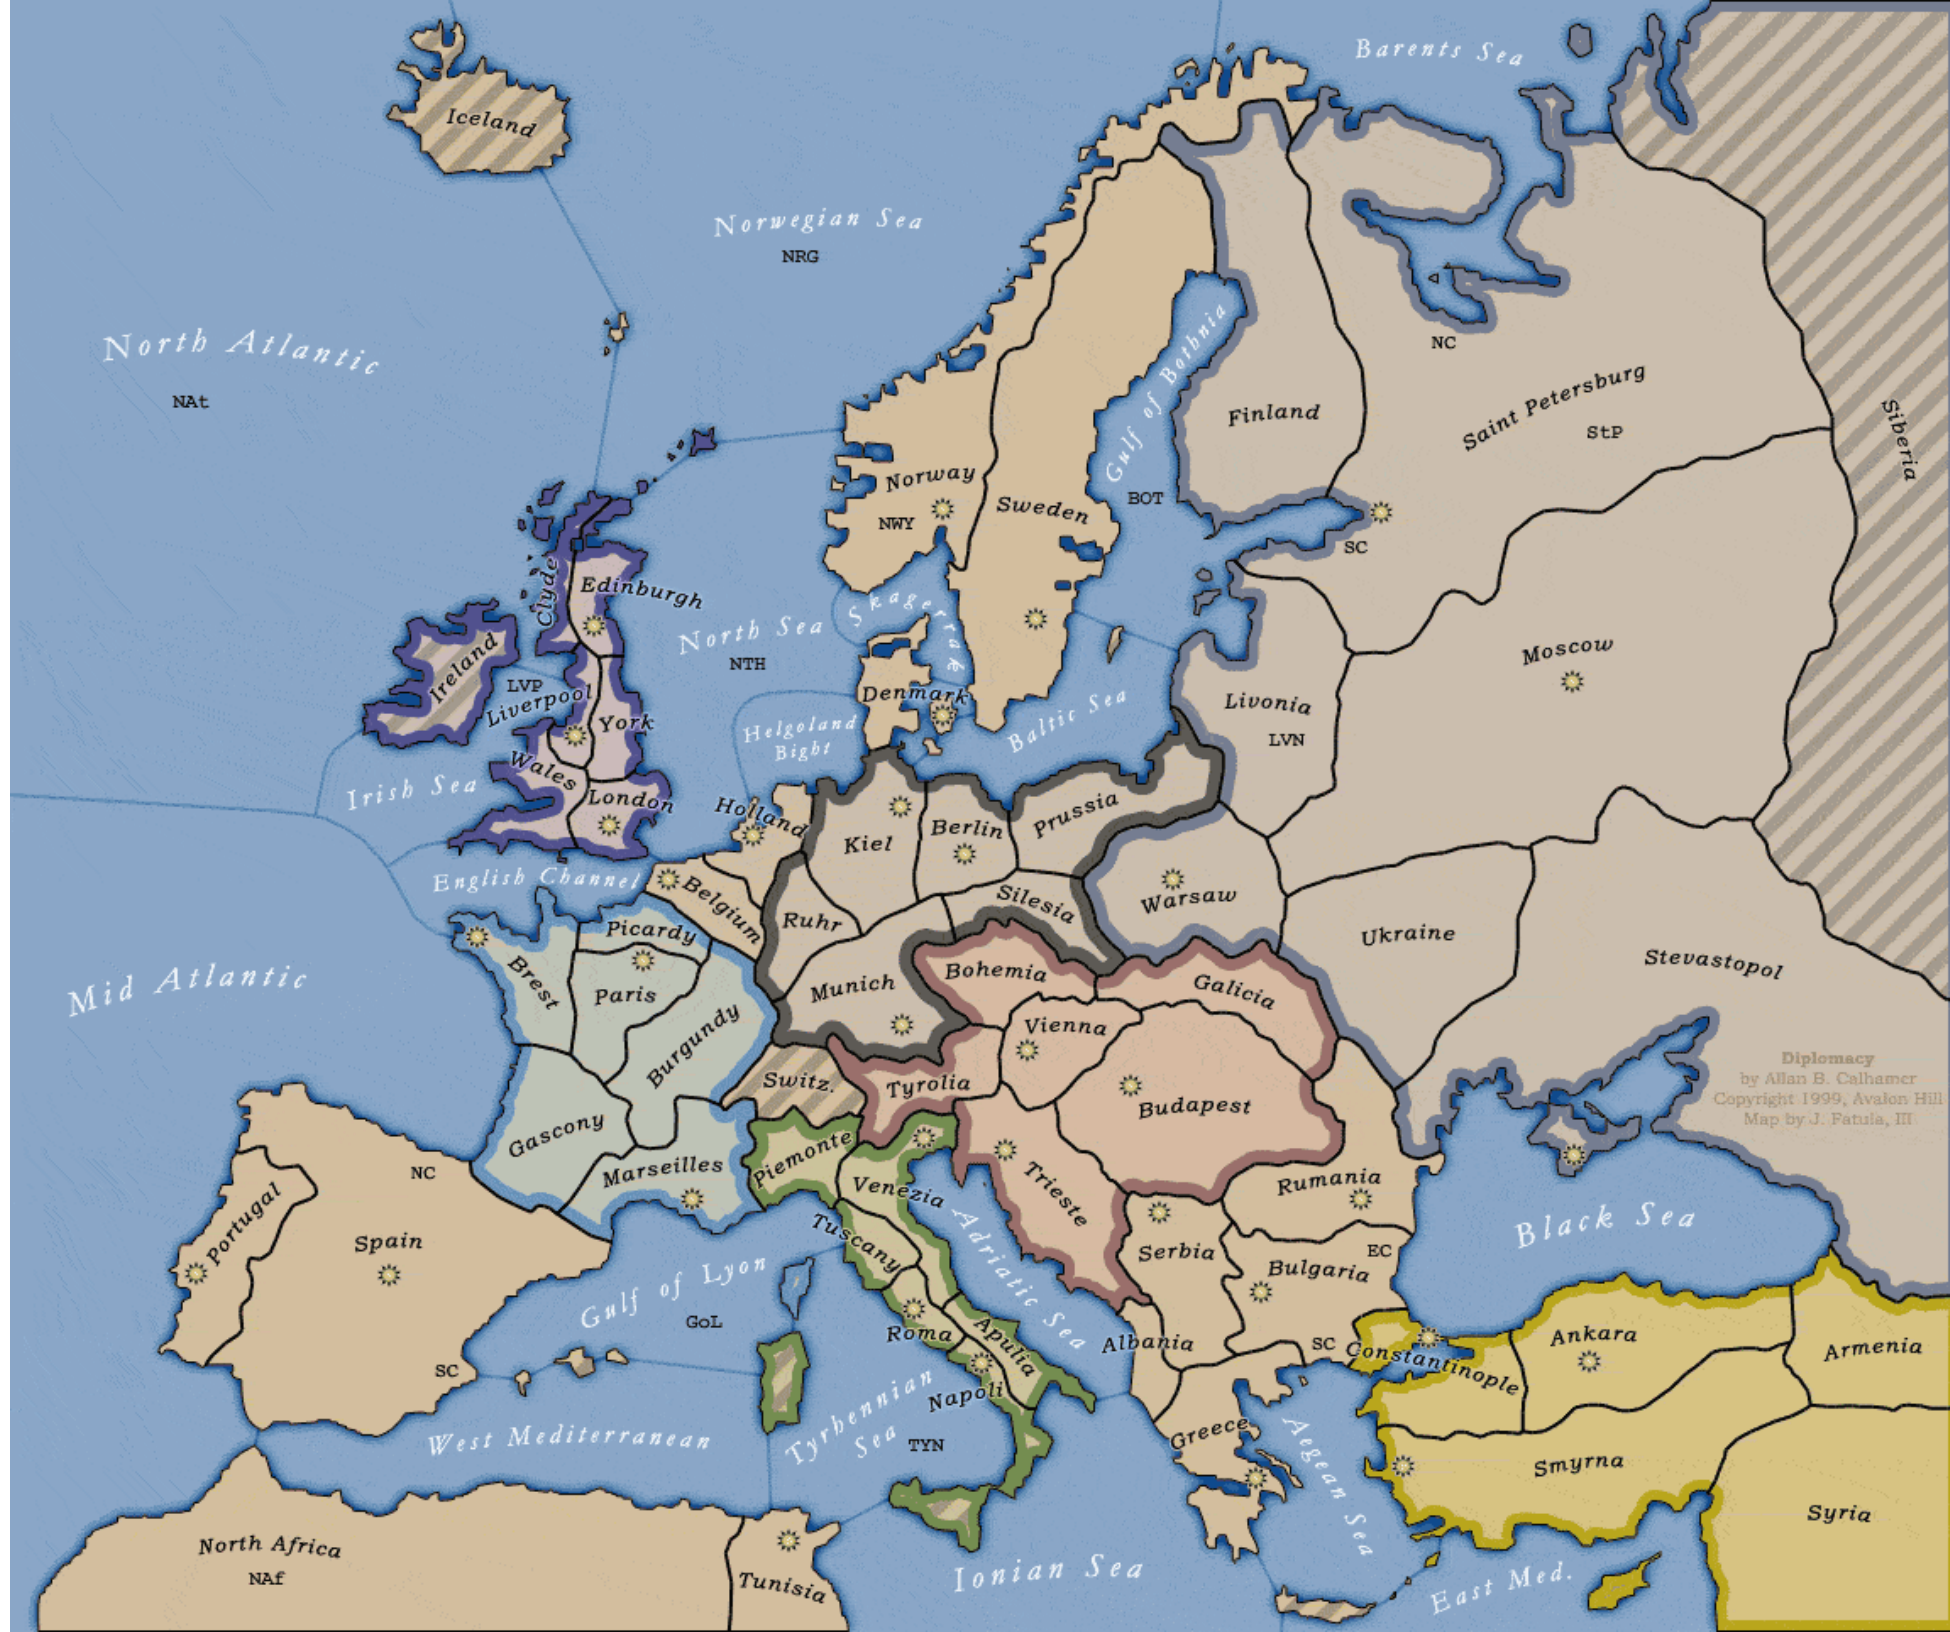 Barents Sea
Iceland
Norwegian Sea
NRG
North Atlantic
NAt
Gulf of Bothnia
BOT
NC
Finland
Saint Petersburg
StP
Siberia
Norway
NWY
Sweden
SC
Clyde
Edinburgh
Skagerrak
North Sea
NTH
Moscow
Ireland
LVP
Liverpool
York
Denmark
Livonia
LVN
Baltic Sea
Helgoland
Bight
Irish Sea
Wales
London
Holland
Kiel
Berlin
Prussia
English Channel
Belgium
Ruhr
Silesia
Warsaw
Ukraine
Stevastopol
Picardy
Brest
Paris
Mid Atlantic
Munich
Bohemia
Galicia
Vienna
Burgundy
Switz.
Tyrolia
Budapest
Diplomacy
by Allan B. Calhamer
Copyright 1999, Avalon Hill
Map by J. Fatula, III
Gascony
Marseilles
Piemonte
Venezia
Trieste
Rumania
NC
Portugal
Spain
Tuscany
Adriatic Sea
Serbia
Bulgaria
EC
Black Sea
Gulf of Lyon
GoL
Roma
Apulia
Albania
SC
Constantinople
Ankara
Armenia
SC
Napoli
Tyrhennian
Sea
TYN
West Mediterranean
Greece
Aegean Sea
Smyrna
Syria
North Africa
NAf
Tunisia
Ionian Sea
East Med.